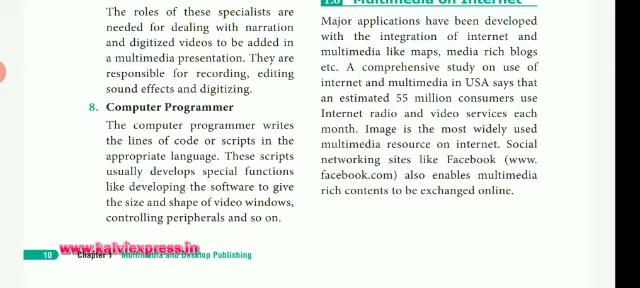 The roles of these specialists are
needed for dealing with narration
and digitized videos to be added in
a multimedia presentation. They are
responsible for recording, editing
sound effects and digitizing.
8. Computer Programmer
The computer programmer writes
the lines of code or scripts in the
appropriate language. These scripts
usually develops special functions
like developing the software to give
the size and shape of video windows,
controlling peripherals and so on.
1.6 Multimedia on Internet
Major applications have been developed
with the integration of internet and
multimedia like maps, media rich blogs
etc. A comprehensive study on use of
internet and multimedia in USA says that
an estimated 55 million consumers use
Internet radio and video services each
month. Image is the most widely used
multimedia resource on internet. Social
networking sites like Facebook (www.
facebook.com) also enables multimedia
rich contents to be exchanged online.
www.kalviexpress.in
10 Chapter 1 Multimedia and Desktop Publishing